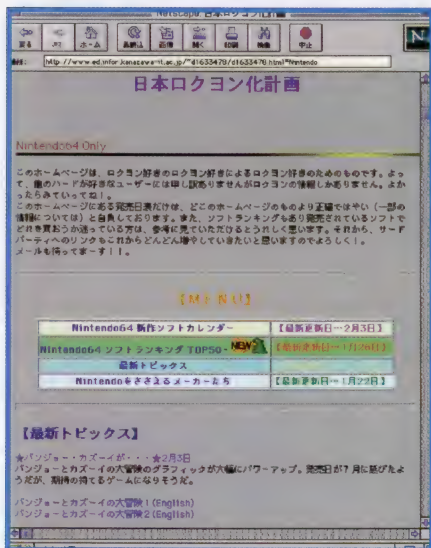 Netscape 日本ロクヨン化計画
戻る ホーム 再読込 画像 開く 印刷 検索 中止
N
http://www.ed.infor.kanazawa-it.ac.jp/~d1633478/d1633478.html#Nintendo
日本ロクヨン化計画
Nintendo64 Only
このホームページは、ロクヨン好きのロクヨン好きによるロクヨン好きのためのものです。よっ
て、他のハードが好きなユーザーには申し訳ありませんがロクヨンの情報しかありません。よか
ったらみていってね!。
このホームページにある発売日表だけは、どこのホームページのものより正確ではやい(一部の
情報については)と自負しております。また、ソフトランキングもあり発売されているソフトで
どれを買おうか迷っている方は、参考に見ていただけるとうれしく思います。それから、サード
パーティへのリンクもこれからどんどん増やしていきたいと思いますのでよろしく!。
メールも待ってまーす!!。
[MENU]
Nintendo64 新作ソフトカレンダー 【最新更新日…2月3日】
Nintendo64 ソフトランキング TOP50- NEW 【最新更新日…1月26日】
最新トピックス
Nintendoをささえるメーカーたち 【最新更新日…1月22日】
【最新トピックス】
★バンジョー・カズーイが・・・★2月3日
バンジョーとカズーイの大冒険のグラフィックが大幅にパワーアップ。発売日が7月に延びたよ
うだが、期待の持てるゲームになりそうだ。
バンジョーとカズーイの大冒険1(English)
バンジョーとカズーイの大冒険2(English)